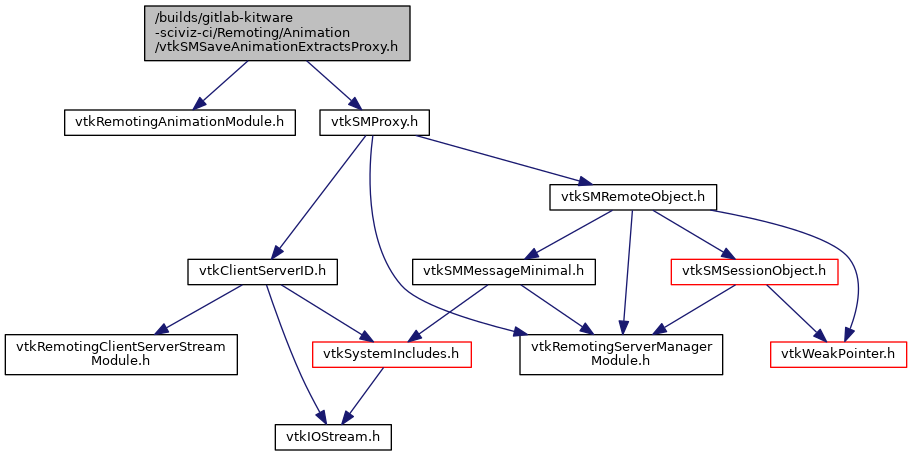 /builds/gitlab-kitware
-sciviz-ci/Remoting/Animation
/vtkSMSaveAnimationExtractsProxy.h
vtkRemotingAnimationModule.h
vtkSMProxy.h
vtkSMRemoteObject.h
vtkClientServerID.h
vtkSMMessageMinimal.h
vtkSMSessionObject.h
vtkRemotingClientServerStream
Module.h
vtkSystemIncludes.h
vtkRemotingServerManager
Module.h
vtkWeakPointer.h
vtkIOStream.h